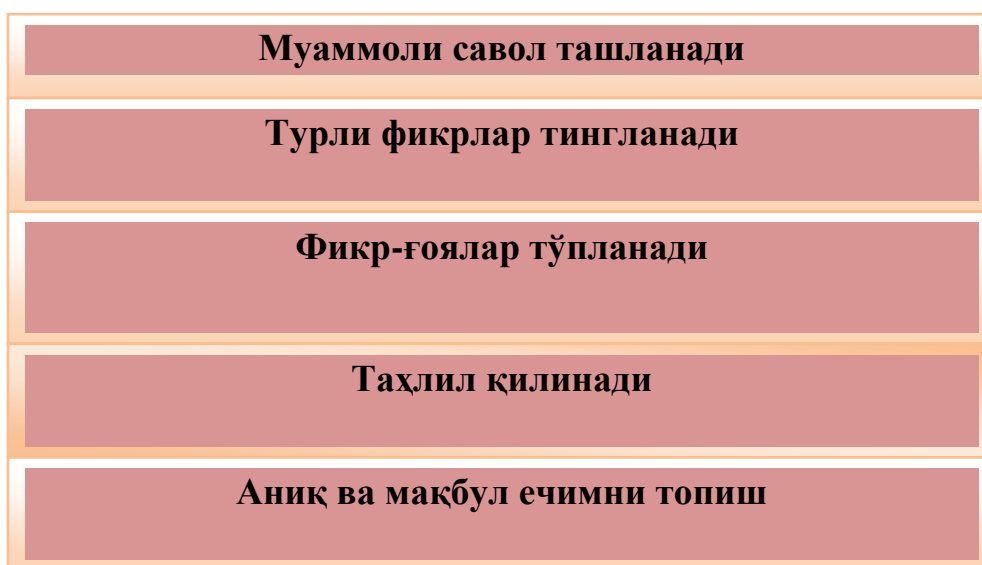 Муаммоли савол ташланади
Турли фикрлар тингланади
Фикр-ғоялар тўпланади
Таҳлил қилинади
Аниқ ва мақбул ечимни топиш